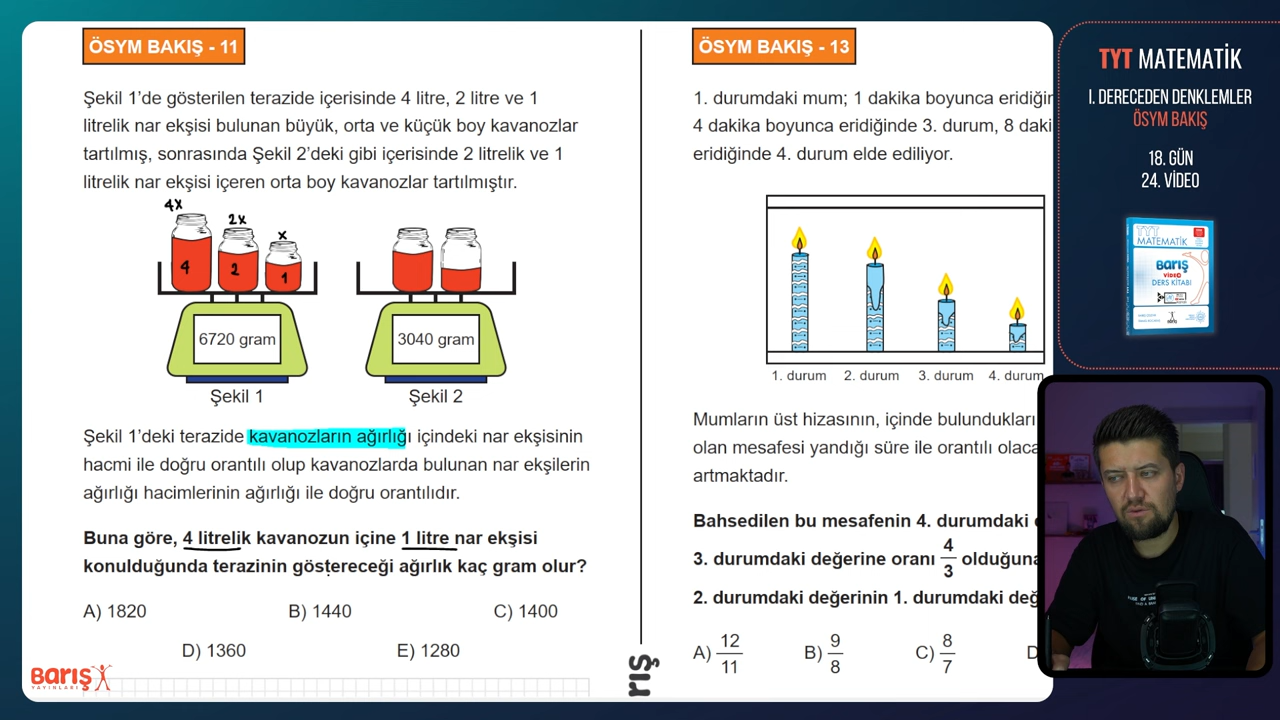 ÖSYM BAKIŞ - 11
Şekil 1'de gösterilen terazide içerisinde 4 litre, 2 litre ve 1
litrelik nar ekşisi bulunan büyük, orta ve küçük boy kavanozlar
tartılmış, sonrasında Şekil 2'deki gibi içerisinde 2 litrelik ve 1
litrelik nar ekşisi içeren orta boy kavanozlar tartılmıştır.
4x 2x x
4 2 1
6720 gram 3040 gram
Şekil 1 Şekil 2
Şekil 1'deki terazide kavanozların ağırlığı içindeki nar ekşisinin
hacmi ile doğru orantılı olup kavanozlarda bulunan nar ekşilerin
ağırlığı hacimlerinin ağırlığı ile doğru orantılıdır.
Buna göre, 4 litrelik kavanozun içine 1 litre nar ekşisi
konulduğunda terazinin göstereceği ağırlık kaç gram olur?
A) 1820 B) 1440 C) 1400
D) 1360 E) 1280
BARIŞ
YAYINLARI
ÖSYM BAKIŞ - 13
1. durumdaki mum; 1 dakika boyunca eridiğin
4 dakika boyunca eridiğinde 3. durum, 8 daki
eridiğinde 4. durum elde ediliyor.
1. durum 2. durum 3. durum 4. durum
Mumların üst hizasının, içinde bulundukları
olan mesafesi yandığı süre ile orantılı olaca
artmaktadır.
Bahsedilen bu mesafenin 4. durumdaki
3. durumdaki değerine oranı 4/3 olduğuna
2. durumdaki değerinin 1. durumdaki değ
A) 12/11 B) 9/8 C) 8/7 D
rış
TYT MATEMATİK
I. DERECEDEN DENKLEMLER
ÖSYM BAKIŞ
18. GÜN
24. VİDEO
TYT
MATEMATİK
BARIŞ
VİDEO
DERS KİTABI